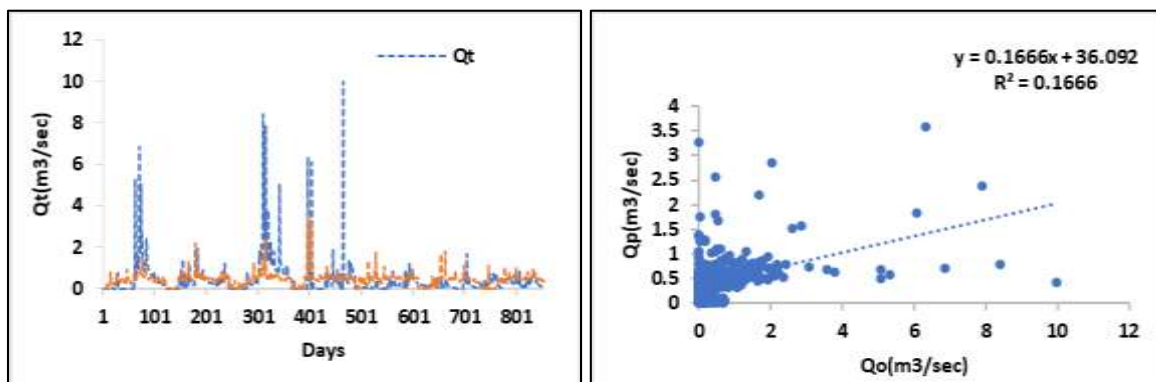 12
10
8
6
4
2
0
Qt(m3/sec)
Qt
1 101 201 301 401 501 601 701 801
Days
y = 0.1666x + 36.092
R² = 0.1666
4
3.5
3
2.5
2
1.5
1
0.5
0
Qp(m3/sec)
0 2 4 6 8 10 12
Qo(m3/sec)